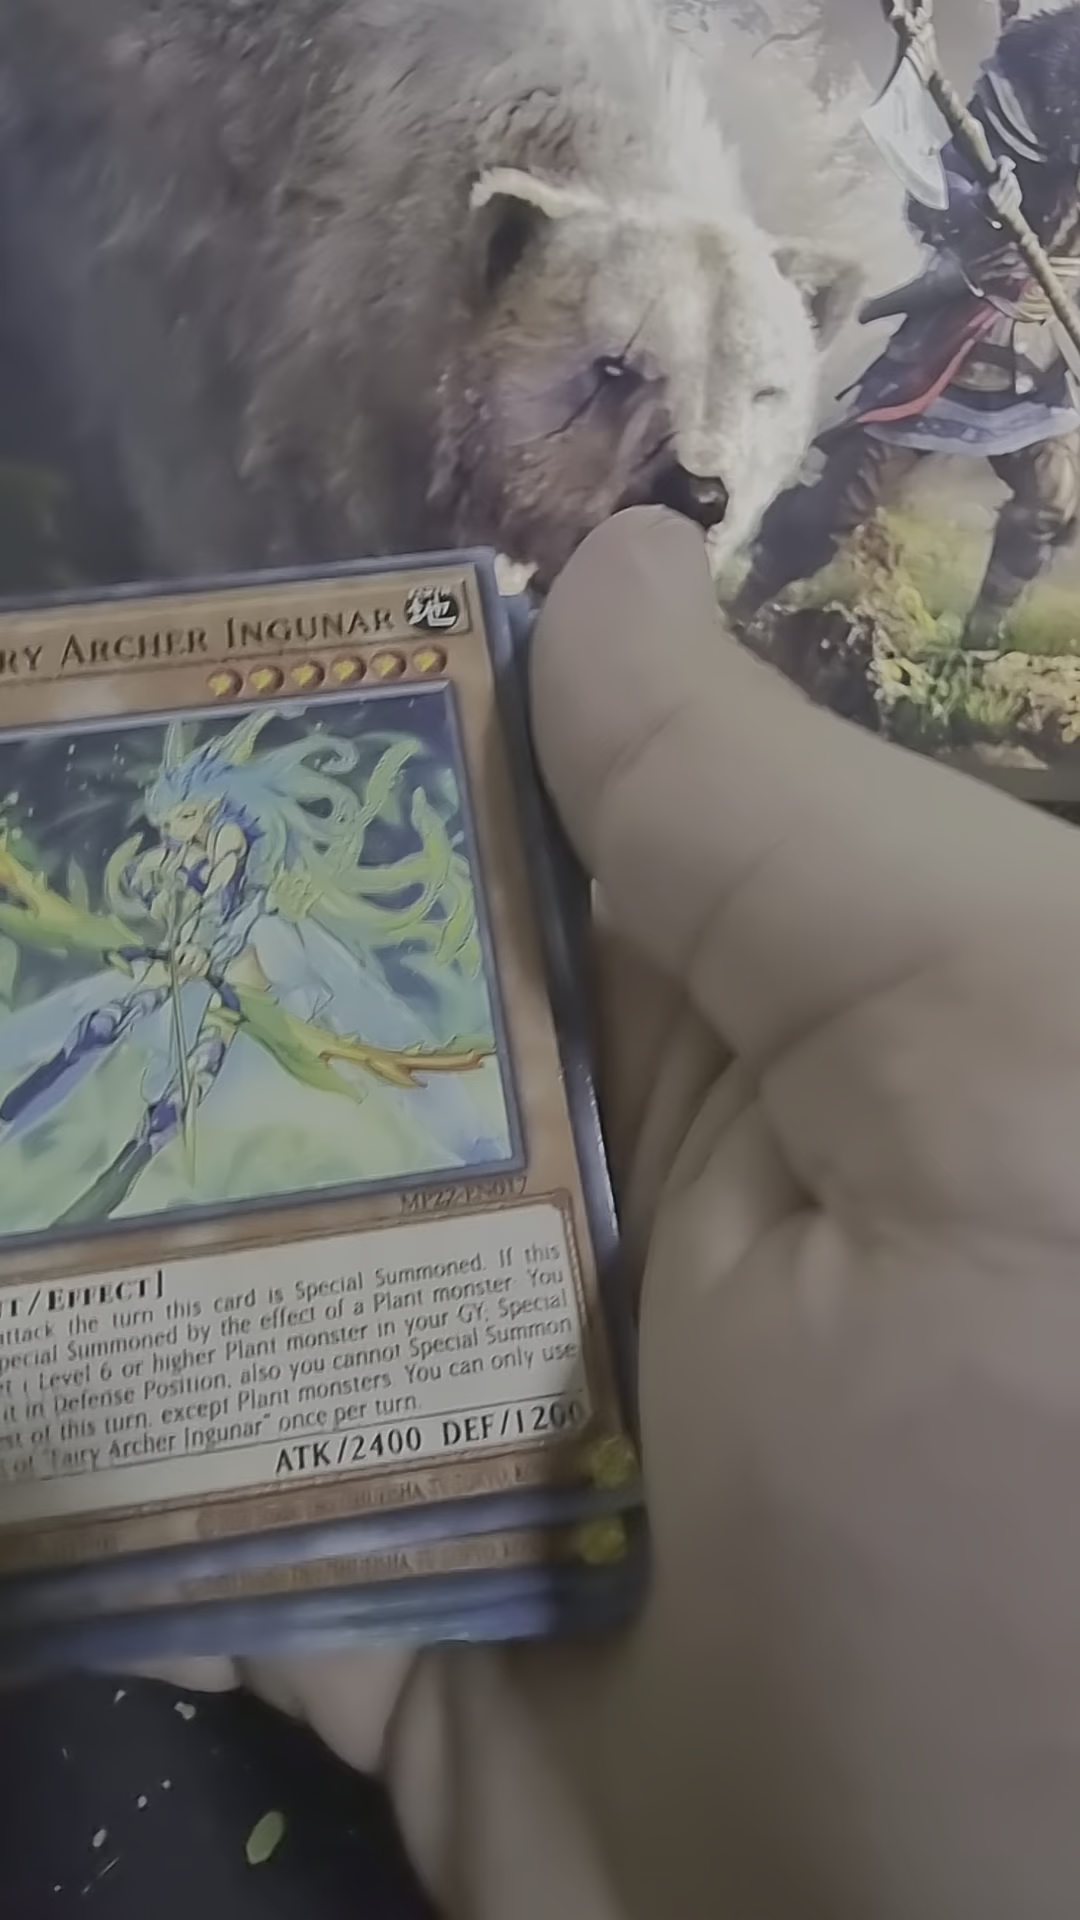 RY ARCHER INGUNAR 地
MP22-EN017
T/EFFECT]
ttack the turn this card is Special Summoned. If this
pecial Summoned by the effect of a Plant monster: You
t 1 Level 6 or higher Plant monster in your GY; Special
it in Defense Position, also you cannot Special Summon
st of this turn, except Plant monsters. You can only use
of "Fairy Archer Ingunar" once per turn.
ATK/2400 DEF/1200